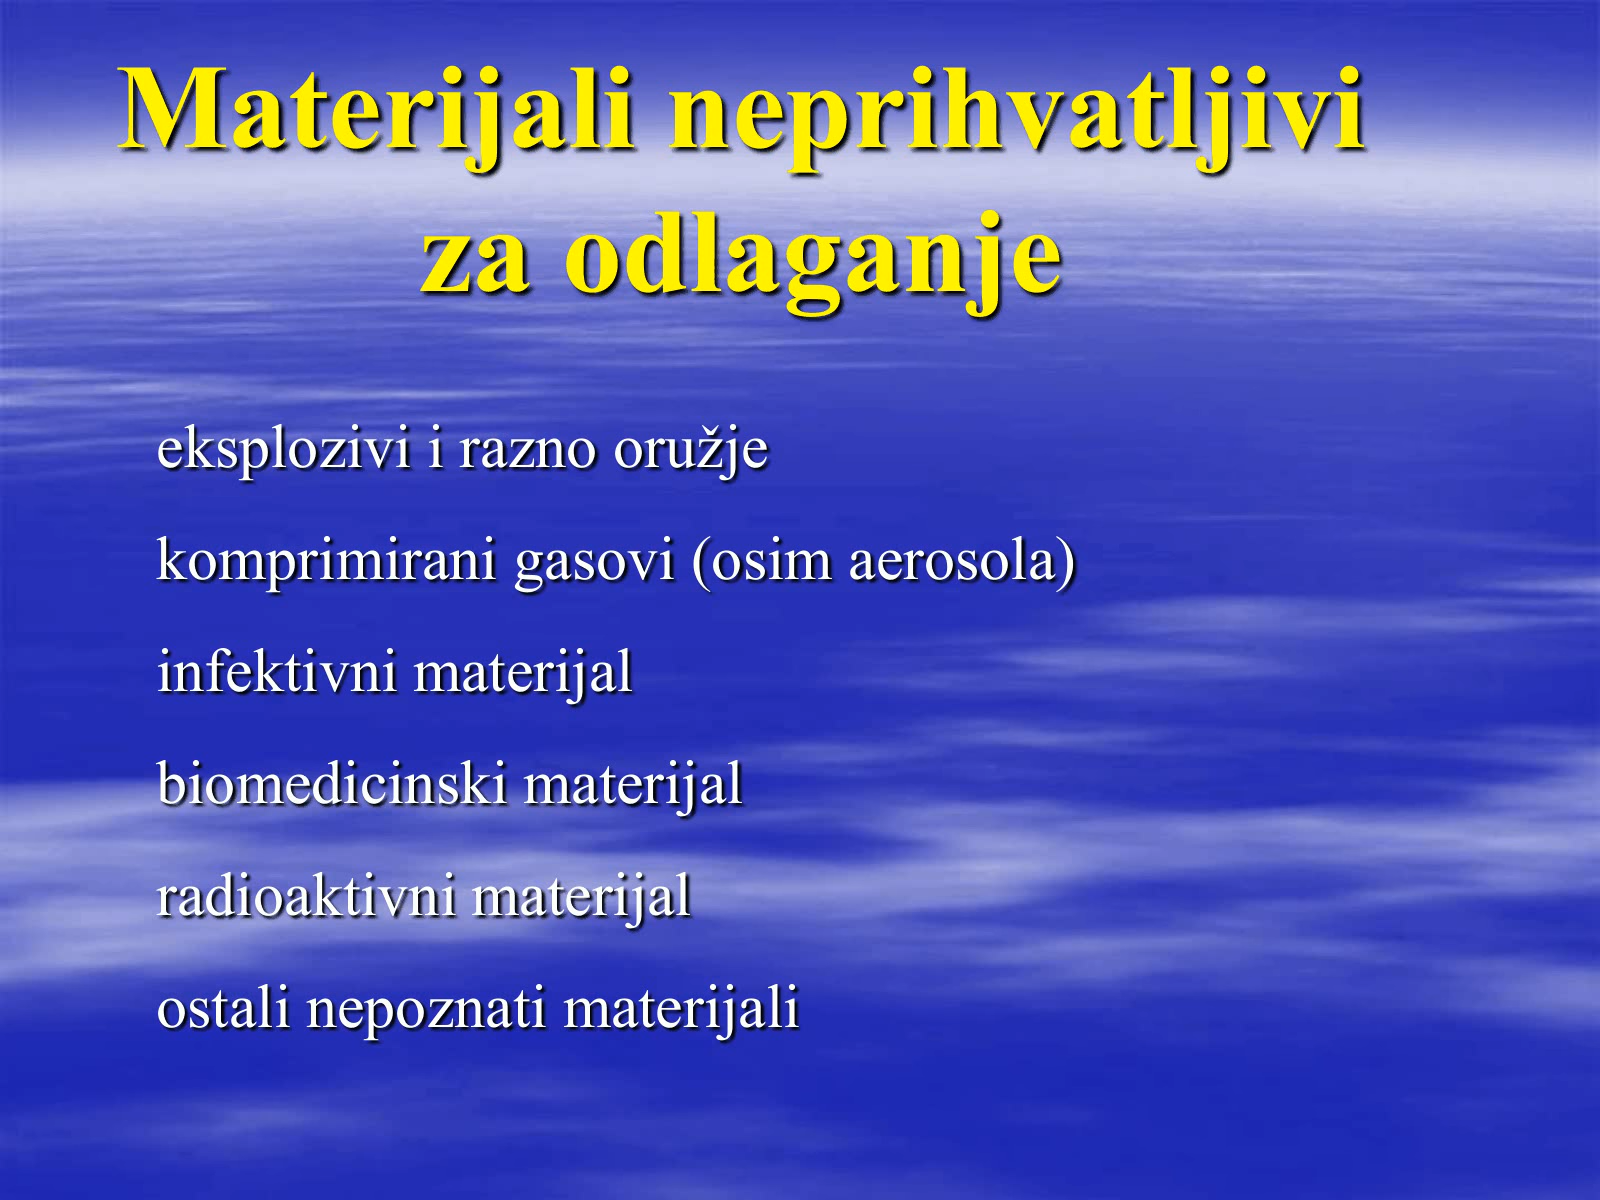 Materijali neprihvatljivi
za odlaganje
eksplozivi i razno oružje
komprimirani gasovi (osim aerosola)
infektivni materijal
biomedicinski materijal
radioaktivni materijal
ostali nepoznati materijali